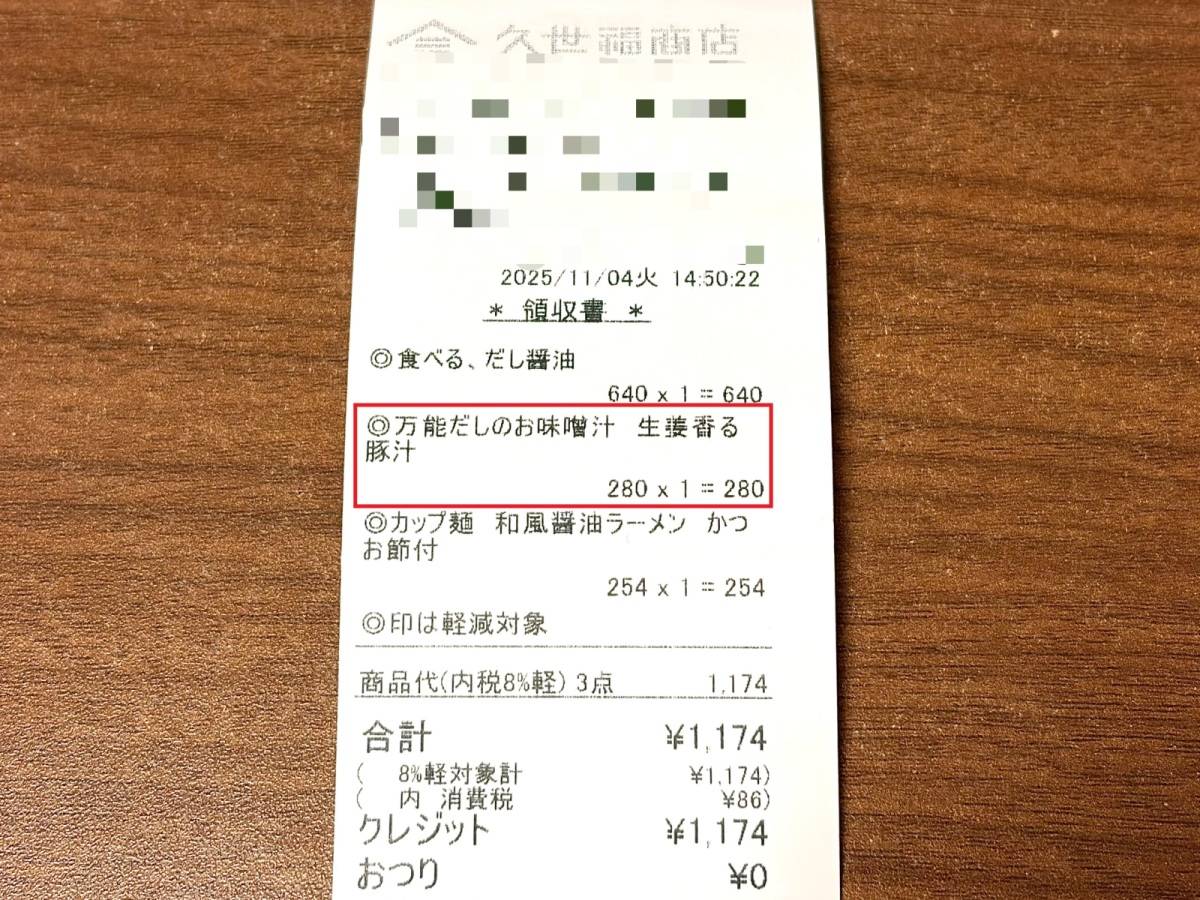 久世福商店
2025/11/04火 14:50:22
* 領収書 *
◎食べる、だし醤油
640 x 1 = 640
◎万能だしのお味噌汁 生姜香る
豚汁
280 x 1 = 280
◎カップ麺 和風醤油ラーメン かつ
お節付
254 x 1 = 254
◎印は軽減対象
商品代(内税8%軽) 3点 1,174
合計 ¥1,174
( 8%軽対象計 ¥1,174)
( 内 消費税 ¥86)
クレジット ¥1,174
おつり ¥0